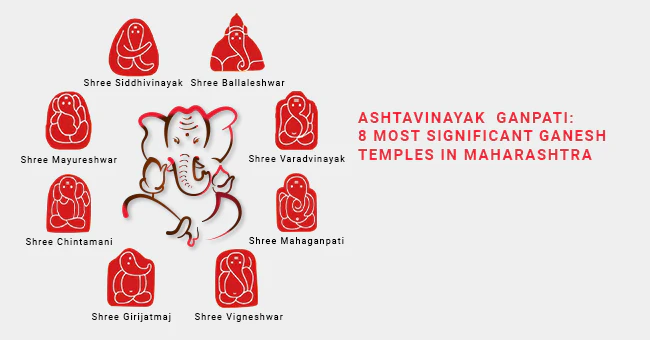 Shree Siddhivinayak
Shree Ballaleshwar
Shree Mayureshwar
Shree Varadvinayak
ASHTAVINAYAK GANPATI:
8 MOST SIGNIFICANT GANESH
TEMPLES IN MAHARASHTRA
Shree Chintamani
Shree Mahaganpati
Shree Girijatmaj
Shree Vigneshwar